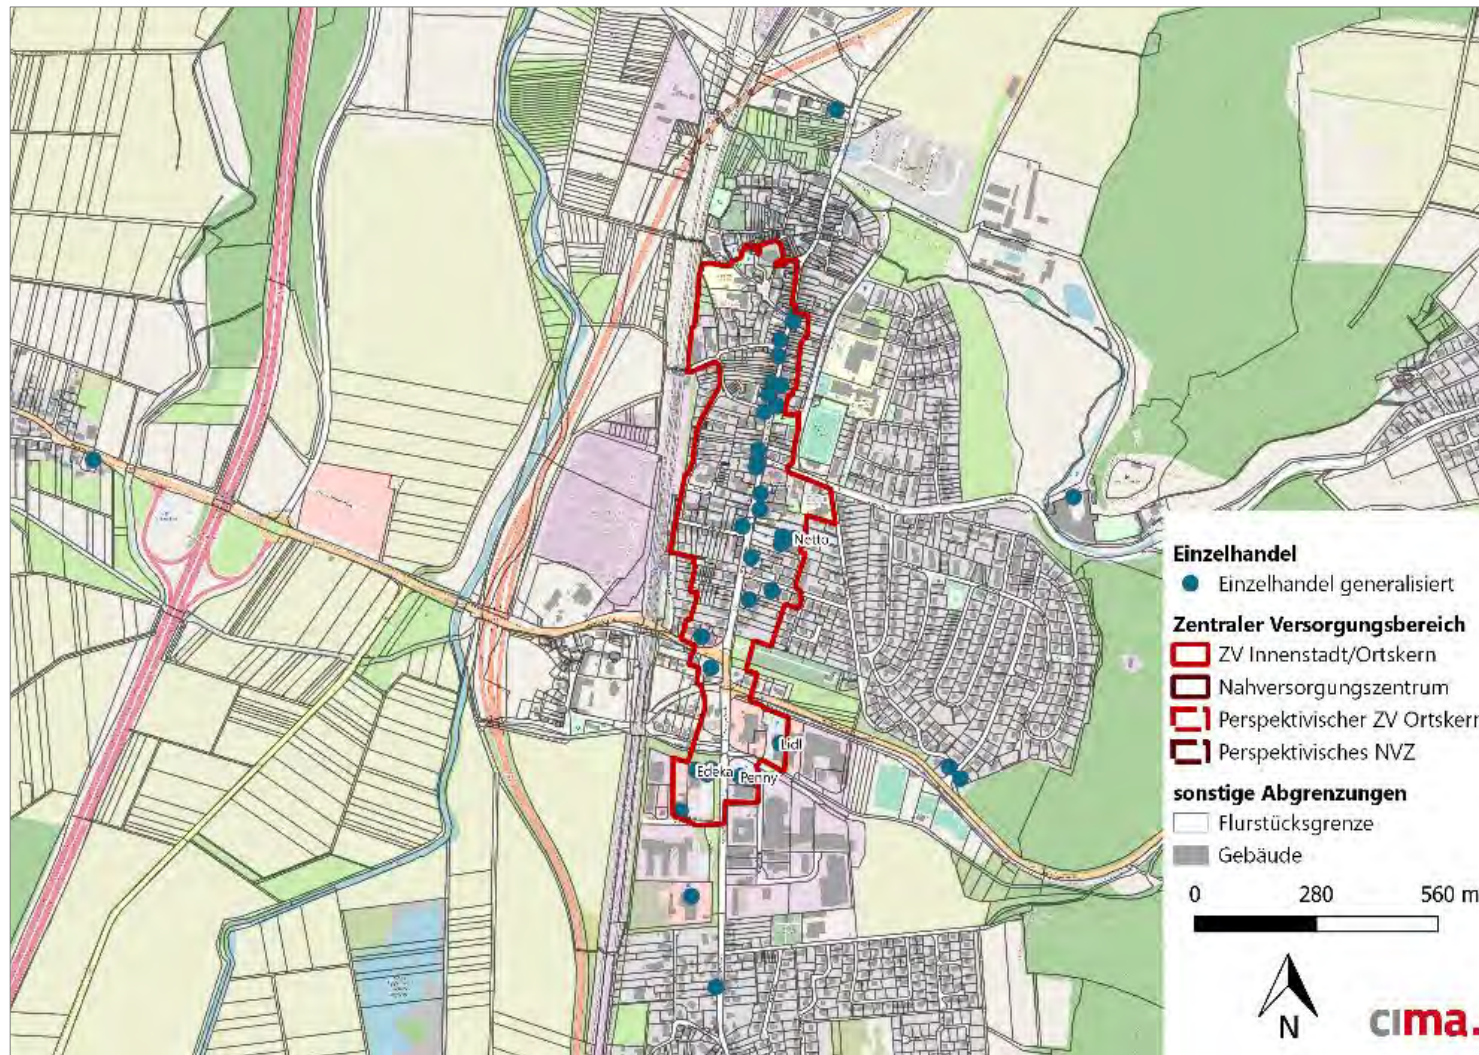 Netto
Lidl
Edeka
Penny
Einzelhandel
Einzelhandel generalisiert
Zentraler Versorgungsbereich
ZV Innenstadt/Ortskern
Nahversorgungszentrum
Perspektivischer ZV Ortskern
Perspektivisches NVZ
sonstige Abgrenzungen
Flurstücksgrenze
Gebäude
0 280 560 m
N
cima.